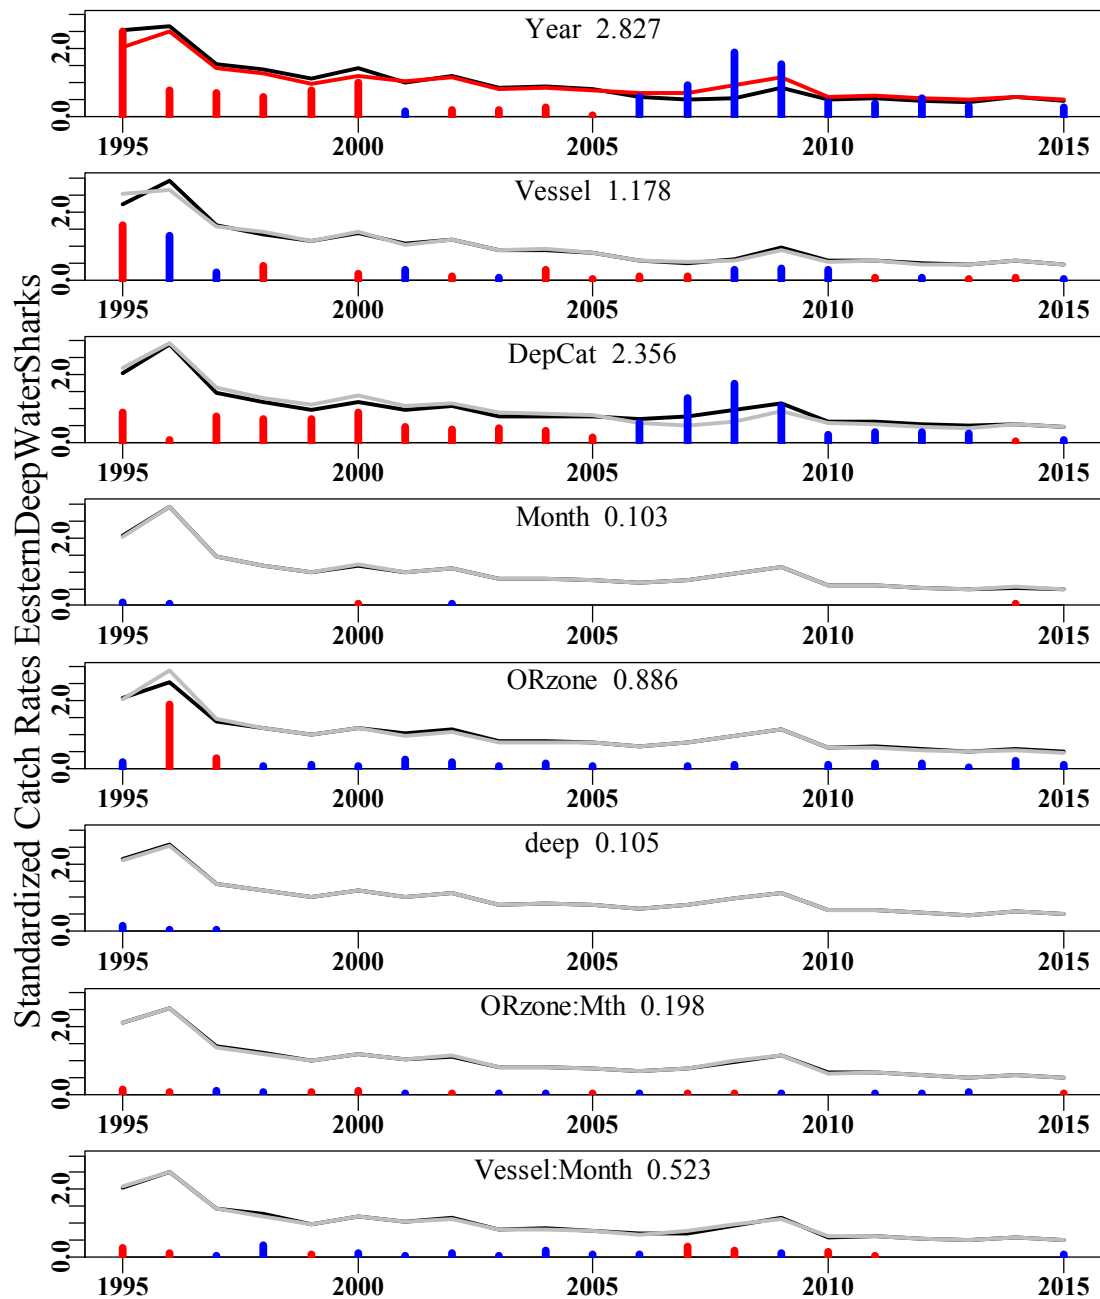 Standardized Catch Rates EesternDeepWaterSharks
Year 2.827
0.0 2.0
1995 2000 2005 2010 2015
Vessel 1.178
0.0 2.0
1995 2000 2005 2010 2015
DepCat 2.356
0.0 2.0
1995 2000 2005 2010 2015
Month 0.103
0.0 2.0
1995 2000 2005 2010 2015
ORzone 0.886
0.0 2.0
1995 2000 2005 2010 2015
deep 0.105
0.0 2.0
1995 2000 2005 2010 2015
ORzone:Mth 0.198
0.0 2.0
1995 2000 2005 2010 2015
Vessel:Month 0.523
0.0 2.0
1995 2000 2005 2010 2015